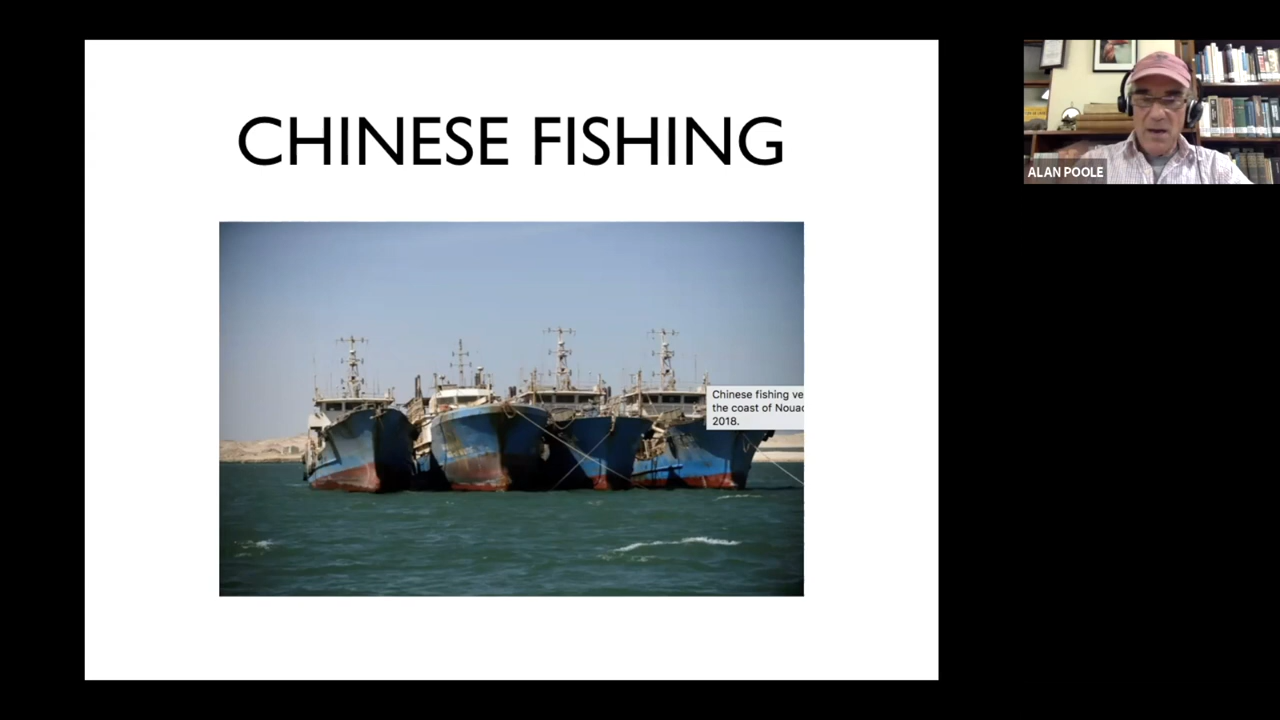 CHINESE FISHING
Chinese fishing ve
the coast of Nouac
2018.
ALAN POOLE